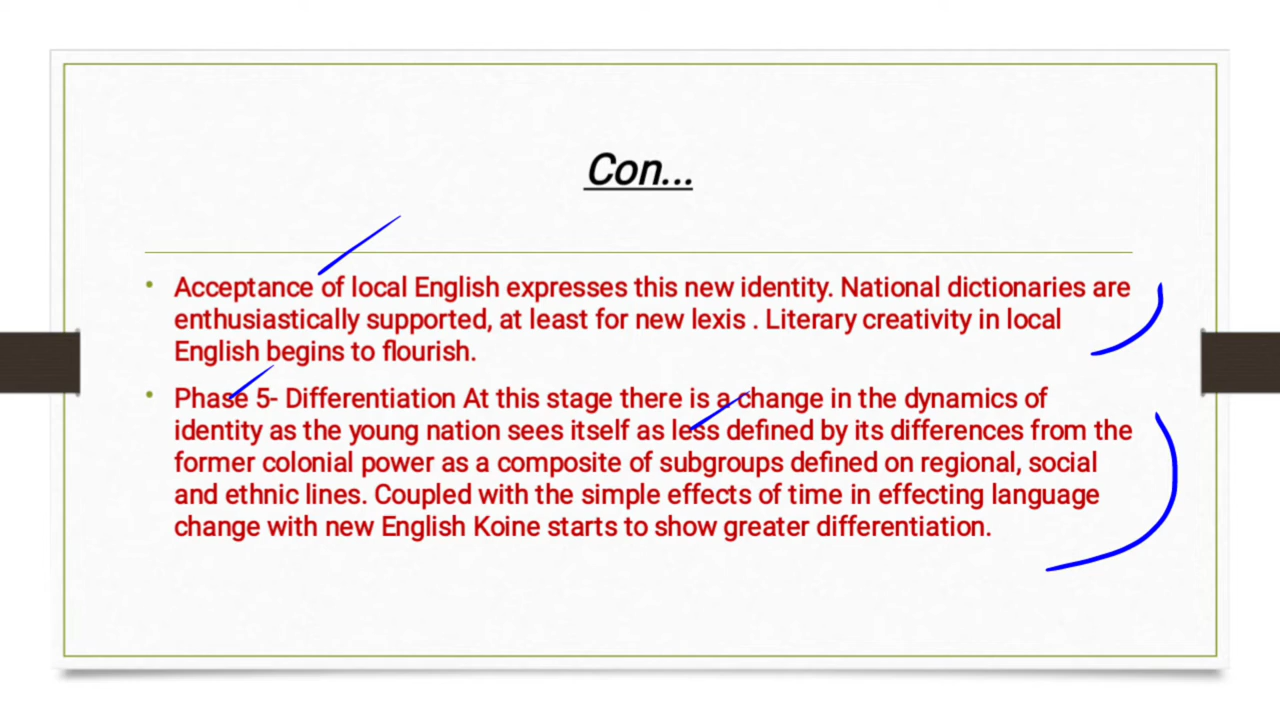 Con...
• Acceptance of local English expresses this new identity. National dictionaries are
enthusiastically supported, at least for new lexis . Literary creativity in local
English begins to flourish.
• Phase 5- Differentiation At this stage there is a change in the dynamics of
identity as the young nation sees itself as less defined by its differences from the
former colonial power as a composite of subgroups defined on regional, social
and ethnic lines. Coupled with the simple effects of time in effecting language
change with new English Koine starts to show greater differentiation.